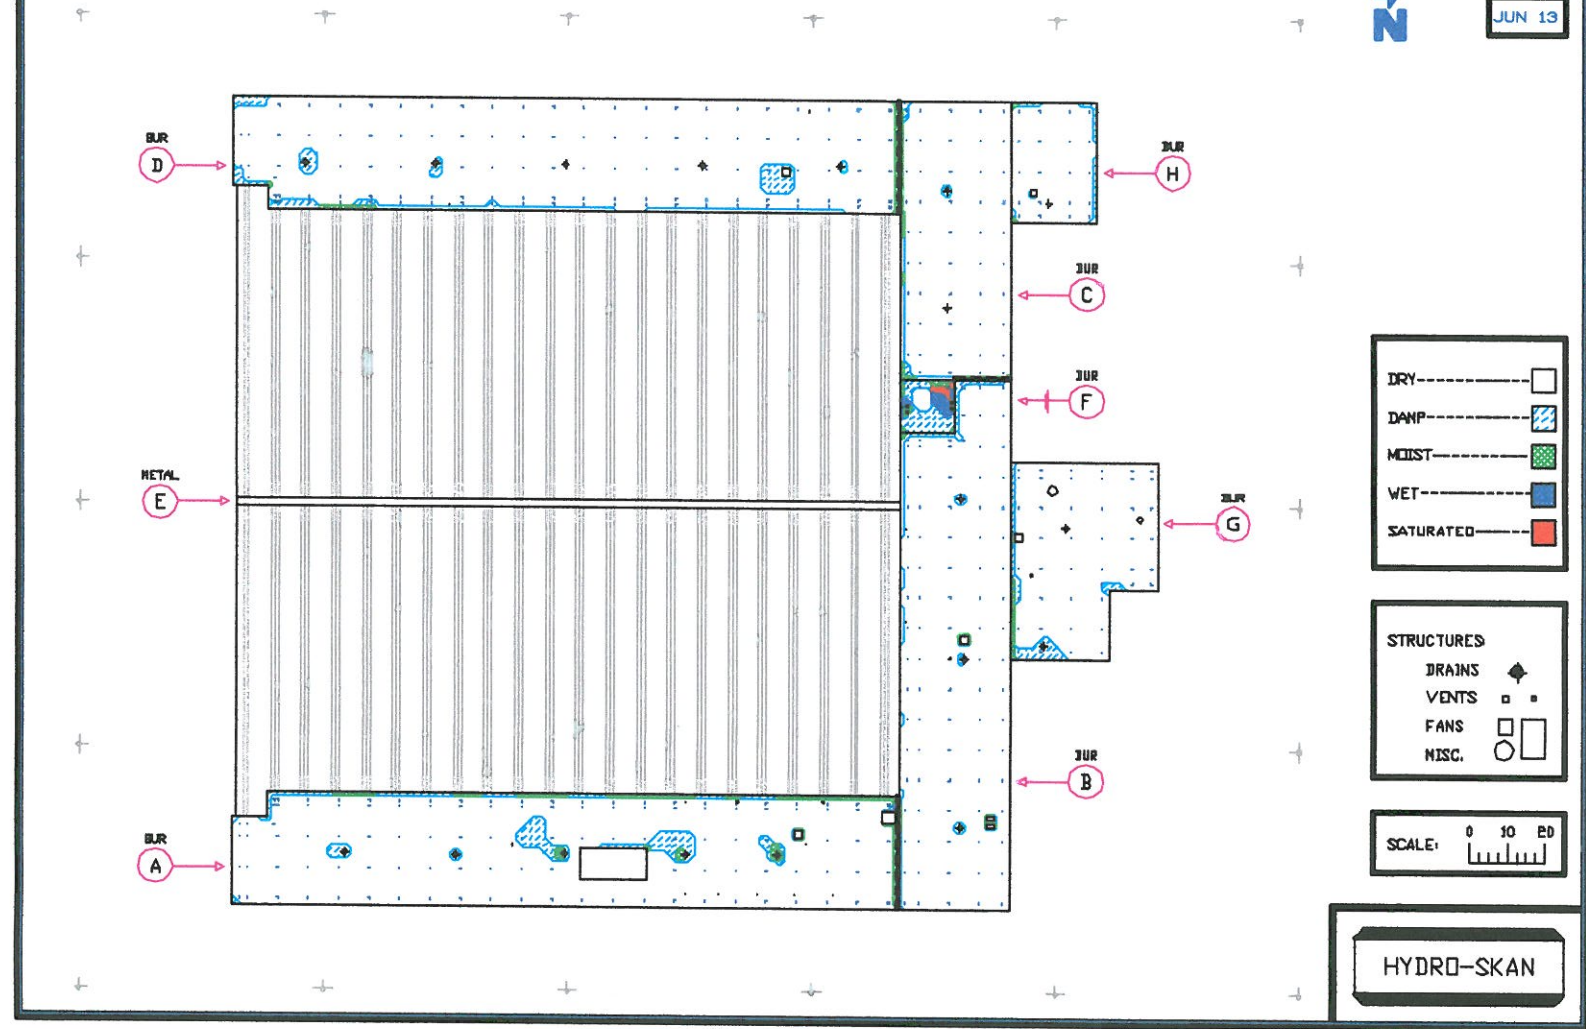 N
JUN 13
BUR
D
BUR
H
BUR
C
BUR
F
METAL
E
BUR
G
BUR
B
BUR
A
DRY
DAMP
MOIST
WET
SATURATED
STRUCTURES
DRAINS
VENTS
FANS
MISC.
SCALE:
0 10 20
HYDRO-SKAN